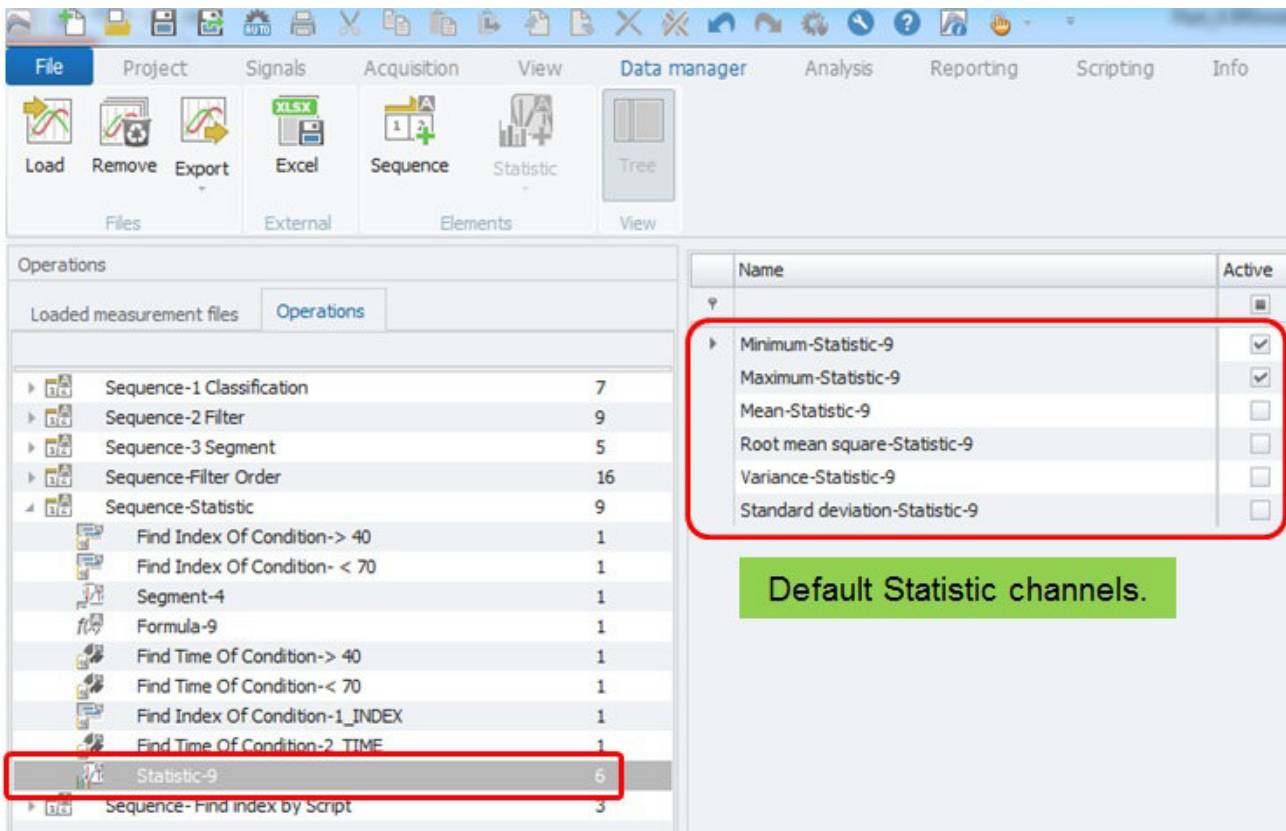 AUTO
File Project Signals Acquisition View Data manager Analysis Reporting Scripting Info
XLSX
Load Remove Export Excel Sequence Statistic Tree
Files External Elements View
Operations
Loaded measurement files Operations
Sequence-1 Classification 7
Sequence-2 Filter 9
Sequence-3 Segment 5
Sequence-Filter Order 16
Sequence-Statistic 9
Find Index Of Condition-> 40 1
Find Index Of Condition- < 70 1
Segment-4 1
Formula-9 1
Find Time Of Condition-> 40 1
Find Time Of Condition-< 70 1
Find Index Of Condition-1_INDEX 1
Find Time Of Condition-2_TIME 1
Statistic-9 6
Sequence- Find index by Script 3
Name Active
Minimum-Statistic-9
Maximum-Statistic-9
Mean-Statistic-9
Root mean square-Statistic-9
Variance-Statistic-9
Standard deviation-Statistic-9
Default Statistic channels.